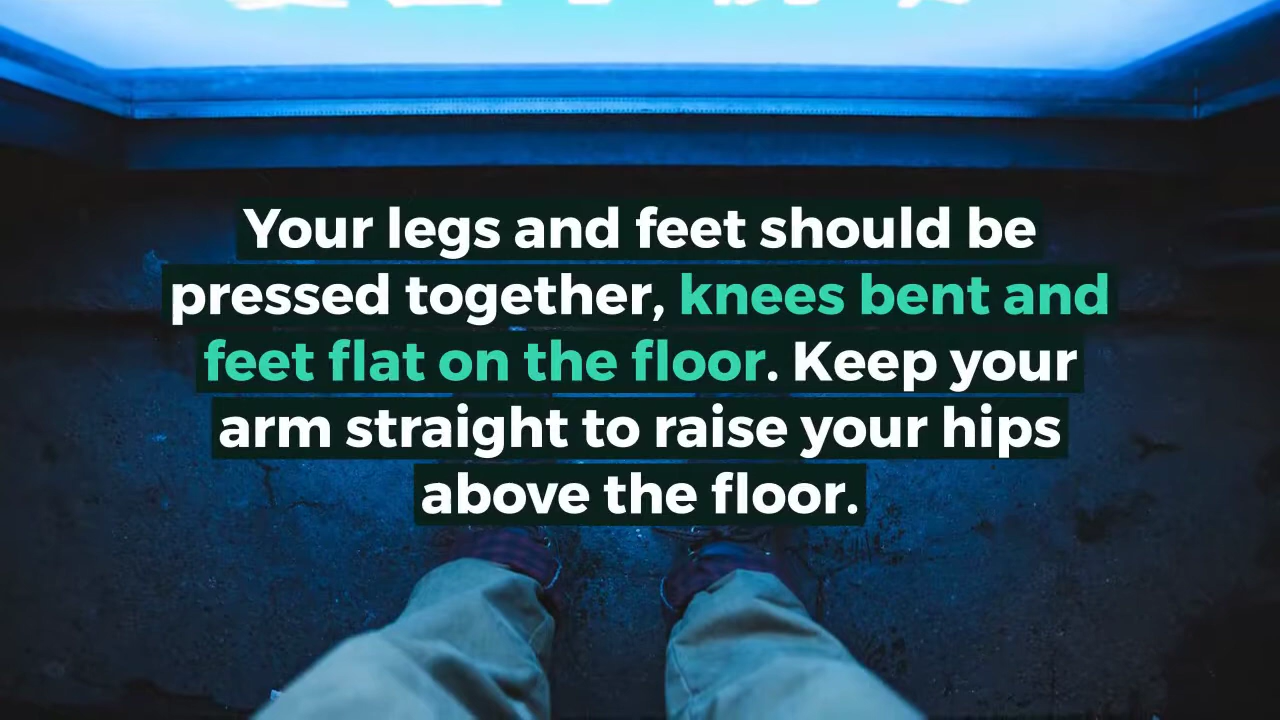 Your legs and feet should be
pressed together, knees bent and
feet flat on the floor. Keep your
arm straight to raise your hips
above the floor.